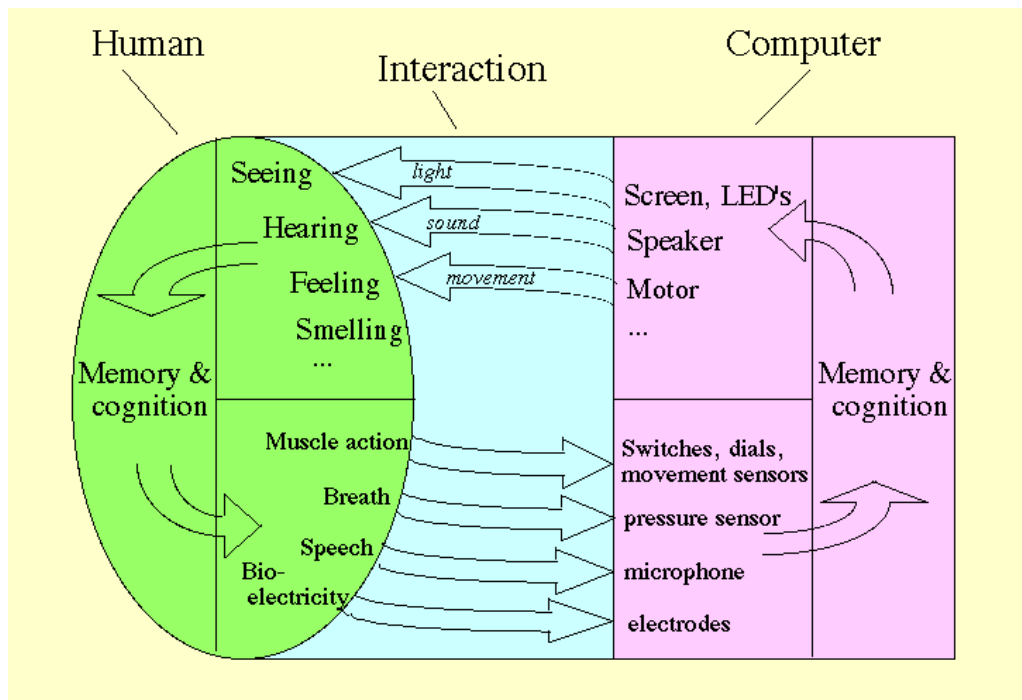 Human
Interaction
Computer
Seeing
Hearing
Feeling
Smelling
...
Memory &
cognition
Muscle action
Breath
Speech
Bio-
electricity
light
sound
movement
Screen, LED's
Speaker
Motor
...
Switches, dials,
movement sensors
pressure sensor
microphone
electrodes
Memory &
cognition